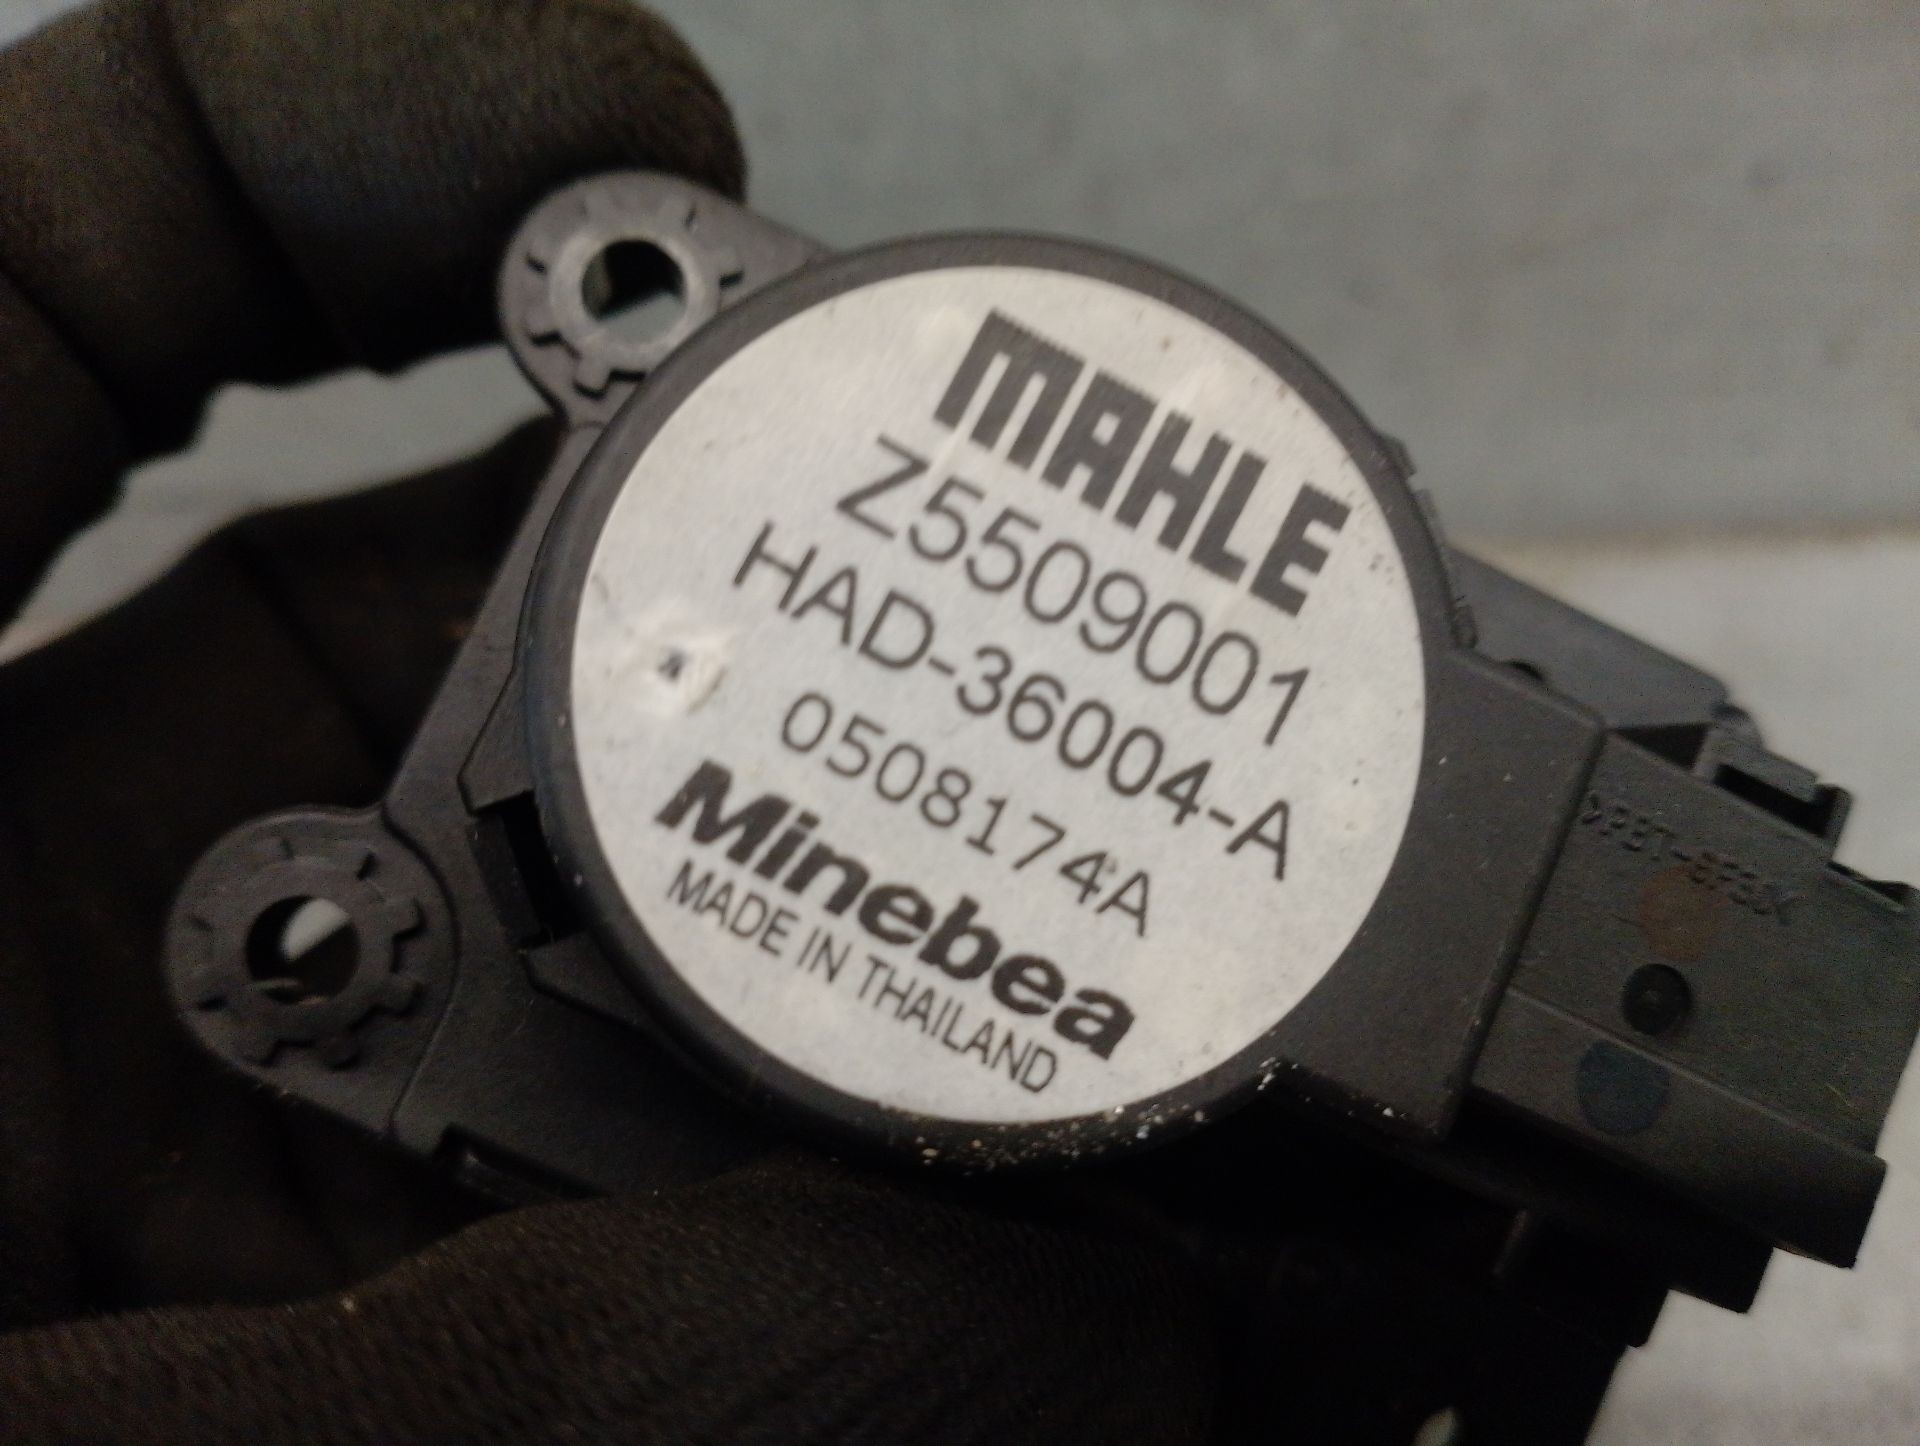 MAHLE
Z5509001
HAD-36004-A
0508174A
Minebea
MADE IN THAILAND